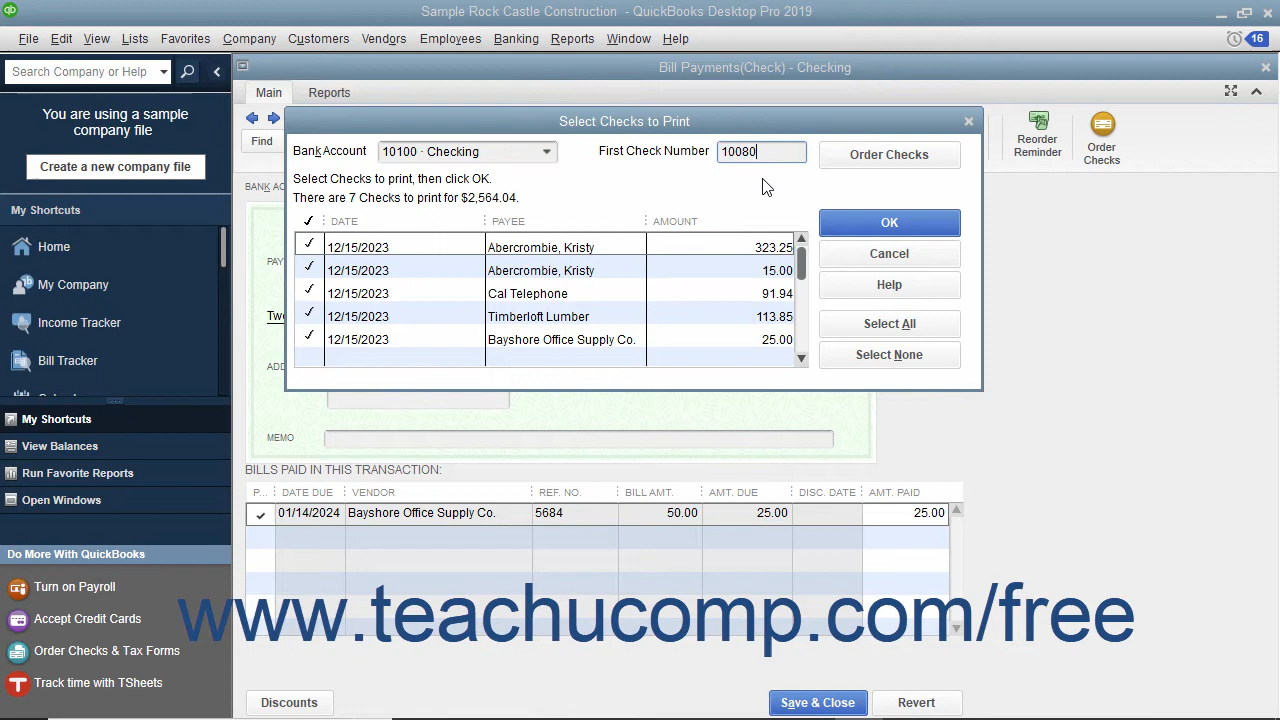 Sample Rock Castle Construction - QuickBooks Desktop Pro 2019
File Edit View Lists Favorites Company Customers Vendors Employees Banking Reports Window Help 16
Search Company or Help
You are using a sample
company file
Create a new company file
My Shortcuts
Home
My Company
Income Tracker
Bill Tracker
My Shortcuts
View Balances
Run Favorite Reports
Open Windows
Do More With QuickBooks
Turn on Payroll
Accept Credit Cards
Order Checks & Tax Forms
Track time with TSheets
Bill Payments(Check) - Checking
Main Reports
Find
Reorder
Reminder
Order
Checks
Select Checks to Print
Bank Account 10100 · Checking First Check Number 10080 Order Checks
Select Checks to print, then click OK.
There are 7 Checks to print for $2,564.04.
✓ DATE PAYEE AMOUNT
✓ 12/15/2023 Abercrombie, Kristy 323.25
✓ 12/15/2023 Abercrombie, Kristy 15.00
✓ 12/15/2023 Cal Telephone 91.94
✓ 12/15/2023 Timberloft Lumber 113.85
✓ 12/15/2023 Bayshore Office Supply Co. 25.00
OK
Cancel
Help
Select All
Select None
BANK AC
PAY
Twe
ADD
MEMO
BILLS PAID IN THIS TRANSACTION:
P... DATE DUE VENDOR REF. NO. BILL AMT. AMT. DUE DISC. DATE AMT. PAID
✓ 01/14/2024 Bayshore Office Supply Co. 5684 50.00 25.00 25.00
www.teachucomp.com/free
Discounts Save & Close Revert